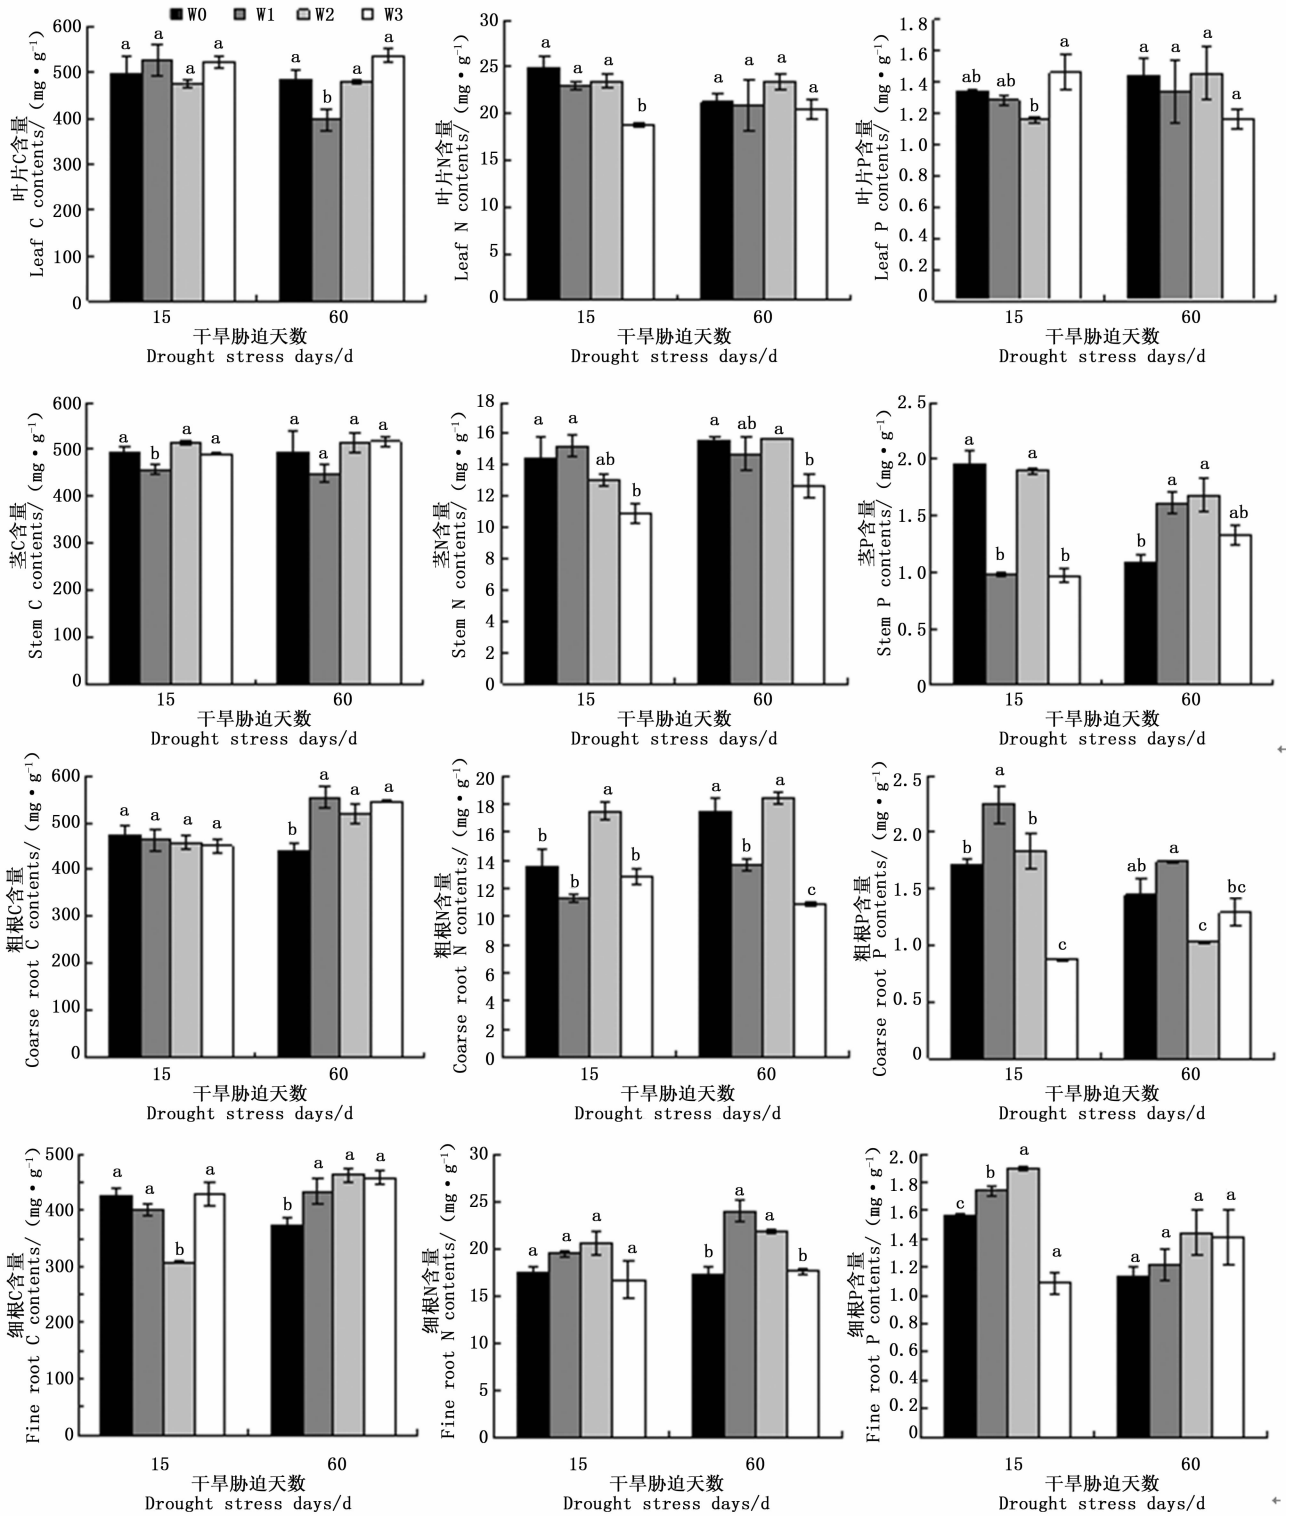 W0 W1 W2 W3
叶片C含量
Leaf C contents/(mg·g⁻¹)
600
500
400
300
200
100
0
a a a a a b a a
15 60
干旱胁迫天数
Drought stress days/d
叶片N含量
Leaf N contents/(mg·g⁻¹)
30
25
20
15
10
5
0
a a a b a a a a
15 60
干旱胁迫天数
Drought stress days/d
叶片P含量
Leaf P contents/(mg·g⁻¹)
1.8
1.6
1.4
1.2
1.0
0.8
0.6
0.4
0.2
0
ab ab b a a a a a
15 60
干旱胁迫天数
Drought stress days/d
茎C含量
Stem C contents/(mg·g⁻¹)
600
500
400
300
200
100
0
a b a a a a a a
15 60
干旱胁迫天数
Drought stress days/d
茎N含量
Stem N contents/(mg·g⁻¹)
18
16
14
12
10
8
6
4
2
0
a a ab b a ab a b
15 60
干旱胁迫天数
Drought stress days/d
茎P含量
Stem P contents/(mg·g⁻¹)
2.5
2.0
1.5
1.0
0.5
0
a b a b b a a ab
15 60
干旱胁迫天数
Drought stress days/d
粗根C含量
Coarse root C contents/(mg·g⁻¹)
600
500
400
300
200
100
0
a a a a b a a a
15 60
干旱胁迫天数
Drought stress days/d
粗根N含量
Coarse root N contents/(mg·g⁻¹)
20
18
16
14
12
10
8
6
4
2
0
b b a b a b a c
15 60
干旱胁迫天数
Drought stress days/d
粗根P含量
Coarse root P contents/(mg·g⁻¹)
2.5
2.0
1.5
1.0
0.5
0
b a b c ab a c bc
15 60
干旱胁迫天数
Drought stress days/d
细根C含量
Fine root C contents/(mg·g⁻¹)
500
400
300
200
100
0
a a b a b a a a
15 60
干旱胁迫天数
Drought stress days/d
细根N含量
Fine root N contents/(mg·g⁻¹)
30
25
20
15
10
5
0
a a a a b a a b
15 60
干旱胁迫天数
Drought stress days/d
细根P含量
Fine root P contents/(mg·g⁻¹)
2.0
1.8
1.6
1.4
1.2
1.0
0.8
0.6
0.4
0.2
0
c b a a a a a a
15 60
干旱胁迫天数
Drought stress days/d